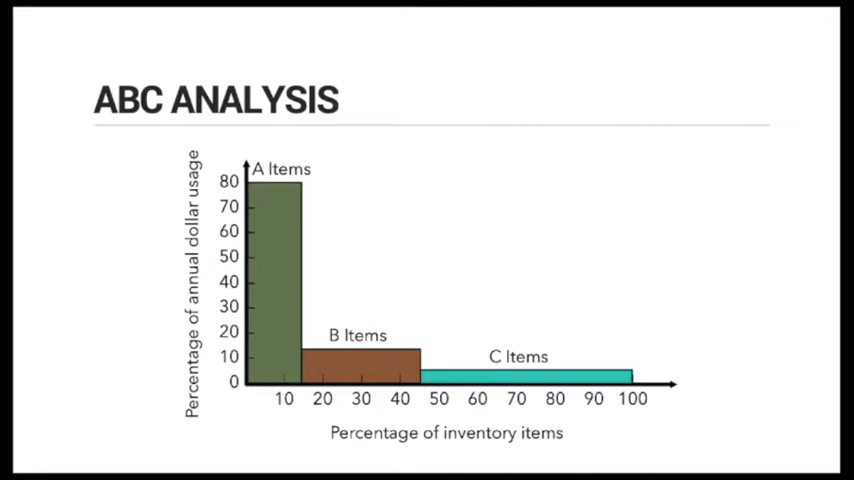 ABC ANALYSIS
Percentage of annual dollar usage
80
70
60
50
40
30
20
10
0
A Items
B Items
C Items
10 20 30 40 50 60 70 80 90 100
Percentage of inventory items